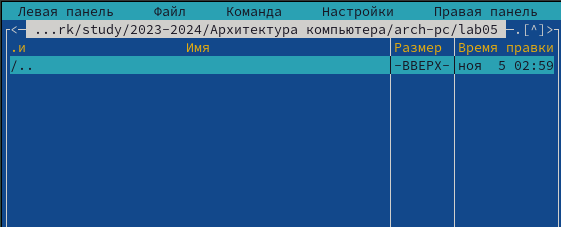 Левая панель Файл Команда Настройки Правая панель
<─ ...rk/study/2023-2024/Архитектура компьютера/arch-pc/lab05 ─.[^]>
.и Имя Размер Время правки
/.. -ВВЕРХ- ноя 5 02:59